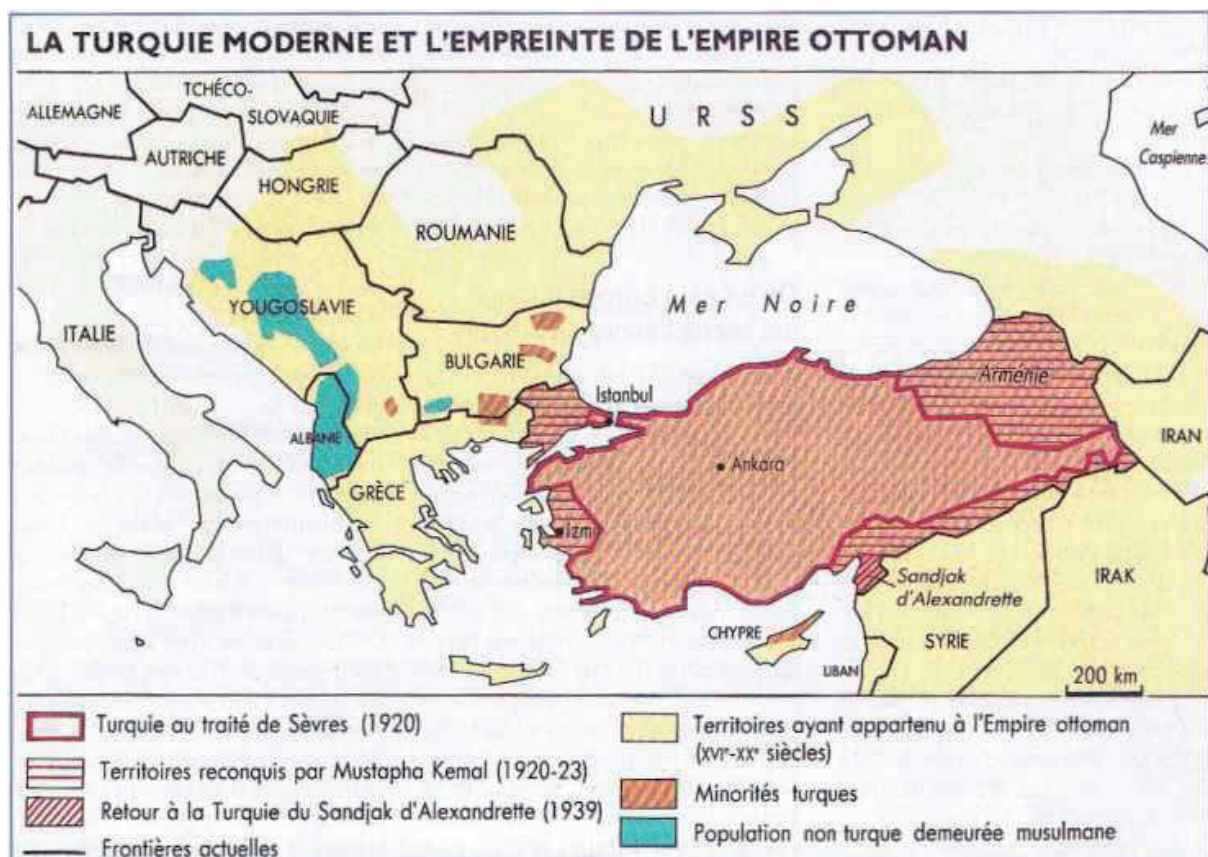 LA TURQUIE MODERNE ET L'EMPREINTE DE L'EMPIRE OTTOMAN
ALLEMAGNE
TCHÉCO-
SLOVAQUIE
AUTRICHE
HONGRIE
URSS
Mer
Caspienne
ROUMANIE
YOUGOSLAVIE
Mer Noire
ITALIE
BULGARIE
Istanbul
Arménie
ALBANIE
IRAN
Ankara
GRÈCE
Izm
Sandjak
d'Alexandrette
IRAK
CHYPRE
SYRIE
LIBAN
200 km
Turquie au traité de Sèvres (1920)
Territoires reconquis par Mustapha Kemal (1920-23)
Retour à la Turquie du Sandjak d'Alexandrette (1939)
Frontières actuelles
Territoires ayant appartenu à l'Empire ottoman
(XVIe-XXe siècles)
Minorités turques
Population non turque demeurée musulmane